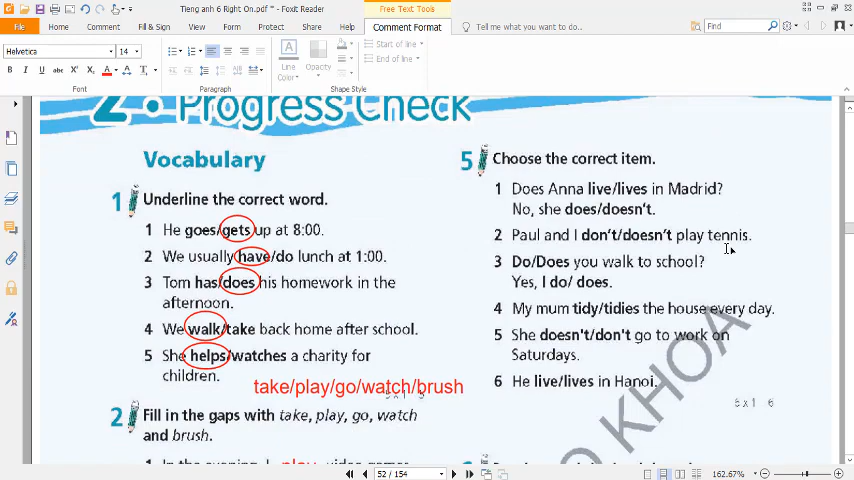 Tieng anh 6 Right On.pdf * - Foxit Reader
Free Text Tools
File
Home
Comment
Fill & Sign
View
Form
Protect
Share
Help
Comment Format
Tell me what you want to do...
Find
Helvetica
14
Start of line
End of line
Line
Color
Opacity
Font
Paragraph
Shape Style
2. Progress Check
Vocabulary
1 Underline the correct word.
1 He goes/gets up at 8:00.
2 We usually have/do lunch at 1:00.
3 Tom has/does his homework in the
afternoon.
4 We walk/take back home after school.
5 She helps/watches a charity for
children.
take/play/go/watch/brush
2 Fill in the gaps with take, play, go, watch
and brush.
1 In the evening, I play video games
5 Choose the correct item.
1 Does Anna live/lives in Madrid?
No, she does/doesn't.
2 Paul and I don't/doesn't play tennis.
3 Do/Does you walk to school?
Yes, I do/ does.
4 My mum tidy/tidies the house every day.
5 She doesn't/don't go to work on
Saturdays.
6 He live/lives in Hanoi.
5 x 1 6
KHOA
52 / 154
162.67%